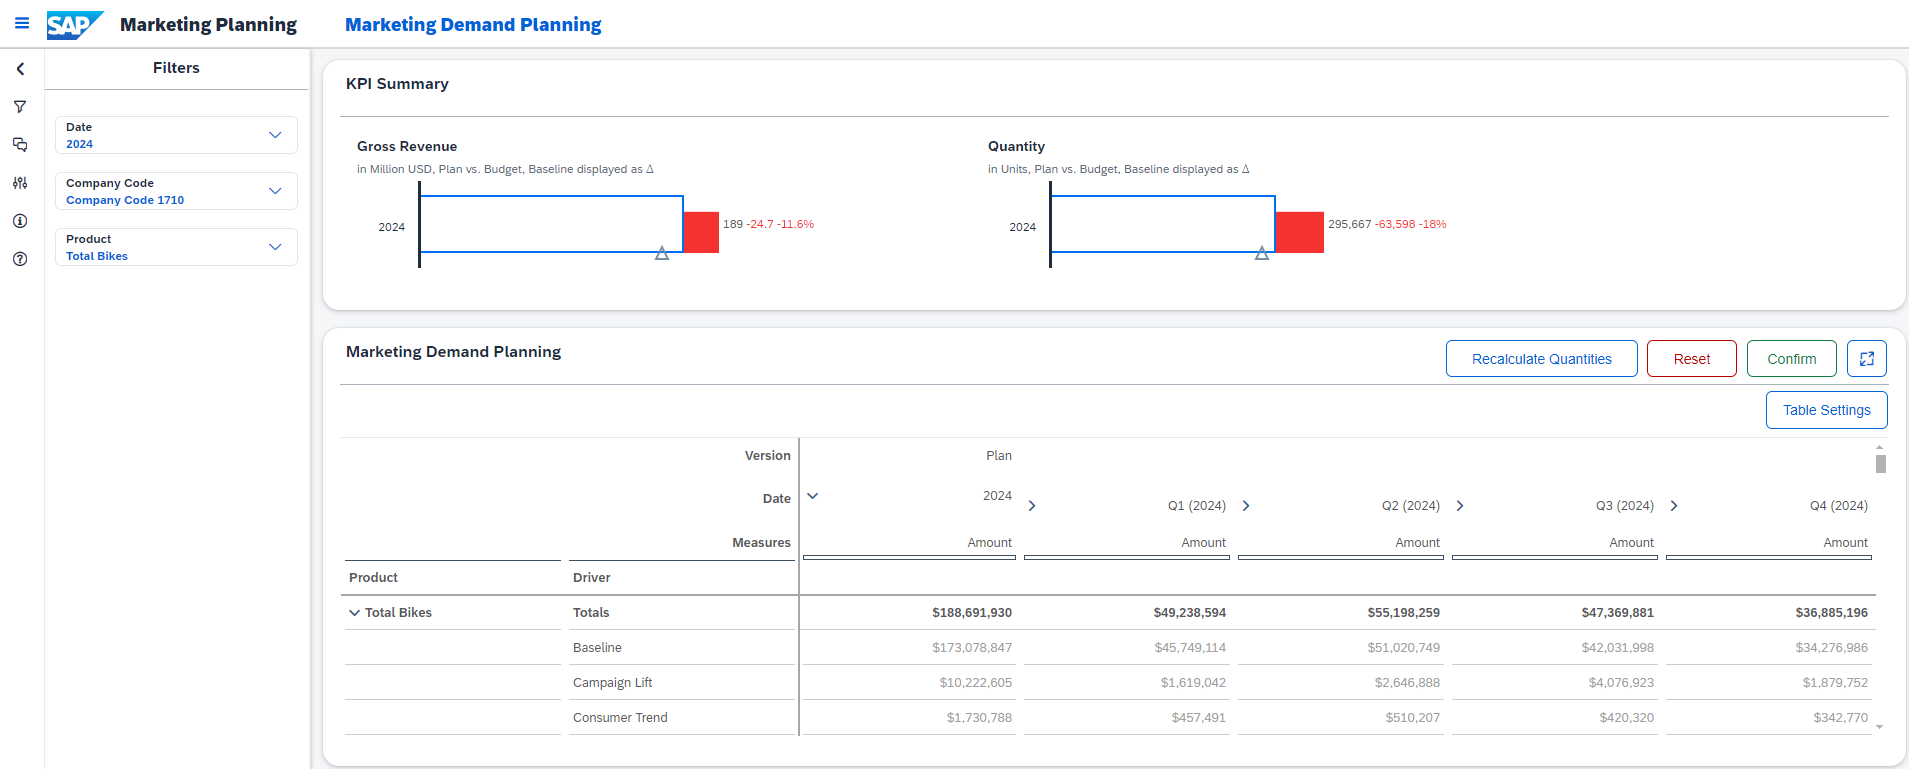 SAP Marketing Planning Marketing Demand Planning
Filters
Date
2024
Company Code
Company Code 1710
Product
Total Bikes
KPI Summary
Gross Revenue
in Million USD, Plan vs. Budget, Baseline displayed as Δ
2024
189 -24.7 -11.6%
Quantity
in Units, Plan vs. Budget, Baseline displayed as Δ
2024
295,667 -63,598 -18%
Marketing Demand Planning
Recalculate Quantities Reset Confirm
Table Settings
Version Plan
Date 2024 Q1 (2024) Q2 (2024) Q3 (2024) Q4 (2024)
Measures Amount Amount Amount Amount Amount
Product Driver
Total Bikes Totals $188,691,930 $49,238,594 $55,198,259 $47,369,881 $36,885,196
Baseline $173,078,847 $45,749,114 $51,020,749 $42,031,998 $34,276,986
Campaign Lift $10,222,605 $1,619,042 $2,646,888 $4,076,923 $1,879,752
Consumer Trend $1,730,788 $457,491 $510,207 $420,320 $342,770